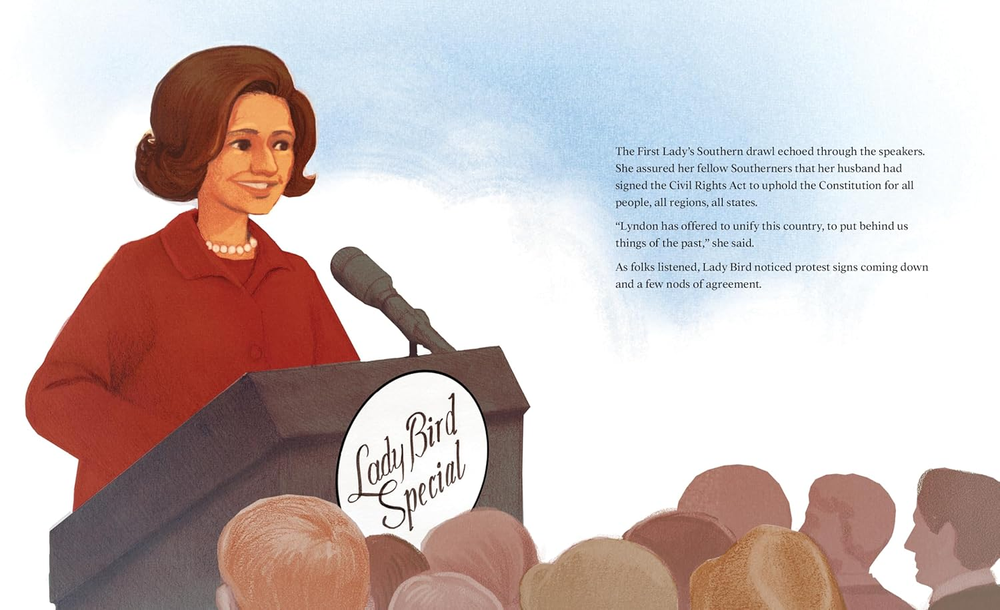 The First Lady’s Southern drawl echoed through the speakers.
She assured her fellow Southerners that her husband had
signed the Civil Rights Act to uphold the Constitution for all
people, all regions, all states.
“Lyndon has offered to unify this country, to put behind us
things of the past,” she said.
As folks listened, Lady Bird noticed protest signs coming down
and a few nods of agreement.
Lady Bird
Special